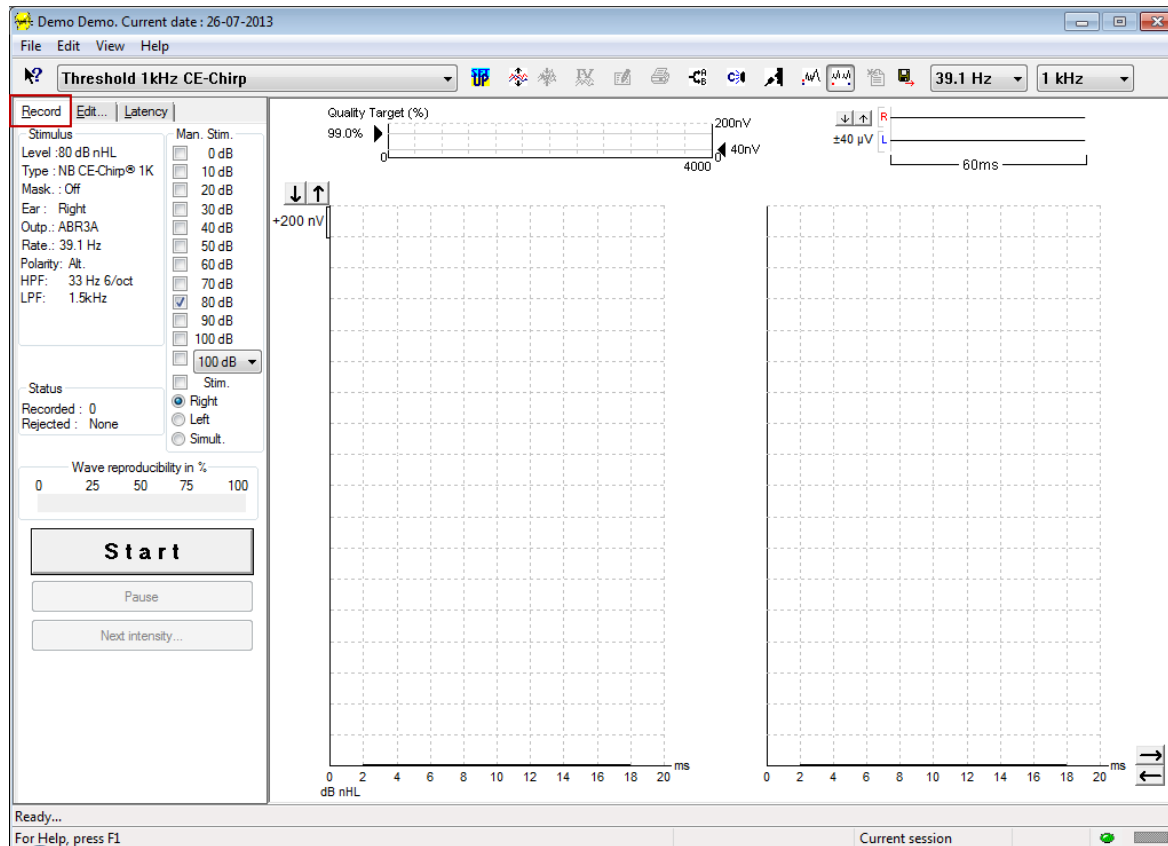 Demo Demo. Current date : 26-07-2013
File Edit View Help
Threshold 1kHz CE-Chirp
39.1 Hz
1 kHz
Record Edit... Latency
Stimulus
Level :80 dB nHL
Type : NB CE-Chirp® 1K
Mask. : Off
Ear : Right
Outp.: ABR3A
Rate.: 39.1 Hz
Polarity: Alt.
HPF: 33 Hz 6/oct
LPF: 1.5kHz
Man. Stim.
0 dB
10 dB
20 dB
30 dB
40 dB
50 dB
60 dB
70 dB
80 dB
90 dB
100 dB
100 dB
Stim.
Right
Left
Simult.
Status
Recorded : 0
Rejected : None
Wave reproducibility in %
0 25 50 75 100
Start
Pause
Next intensity...
Quality Target (%)
99.0%
0
4000
200nV
40nV
0
R
±40 µV L
60ms
+200 nV
0 2 4 6 8 10 12 14 16 18 20 ms
dB nHL
0 2 4 6 8 10 12 14 16 18 20 ms
Ready...
For Help, press F1
Current session